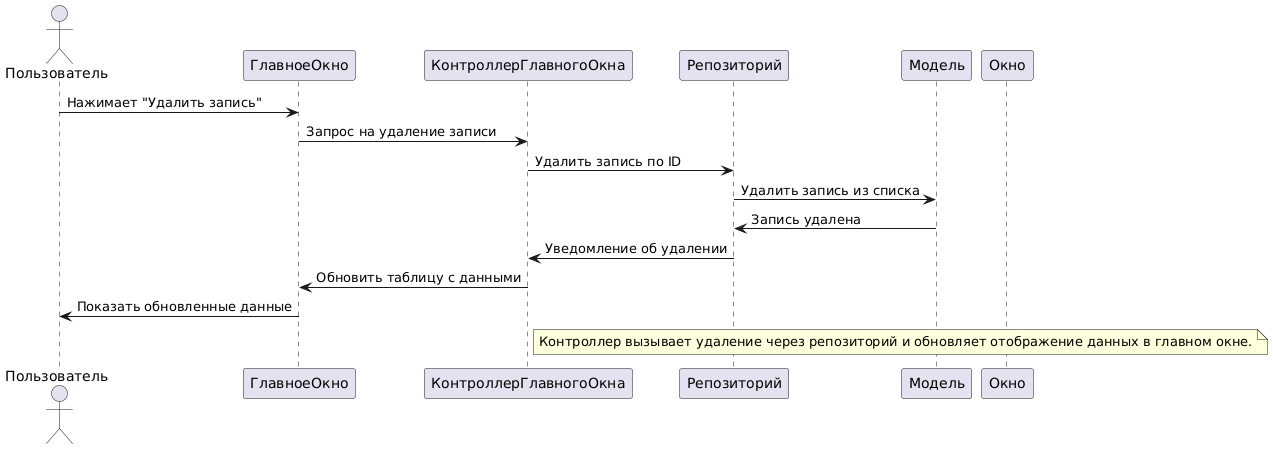 Пользователь
ГлавноеОкно
КонтроллерГлавногоОкна
Репозиторий
Модель
Окно
Нажимает "Удалить запись"
Запрос на удаление записи
Удалить запись по ID
Удалить запись из списка
Запись удалена
Уведомление об удалении
Обновить таблицу с данными
Показать обновленные данные
Контроллер вызывает удаление через репозиторий и обновляет отображение данных в главном окне.
Пользователь
ГлавноеОкно
КонтроллерГлавногоОкна
Репозиторий
Модель
Окно